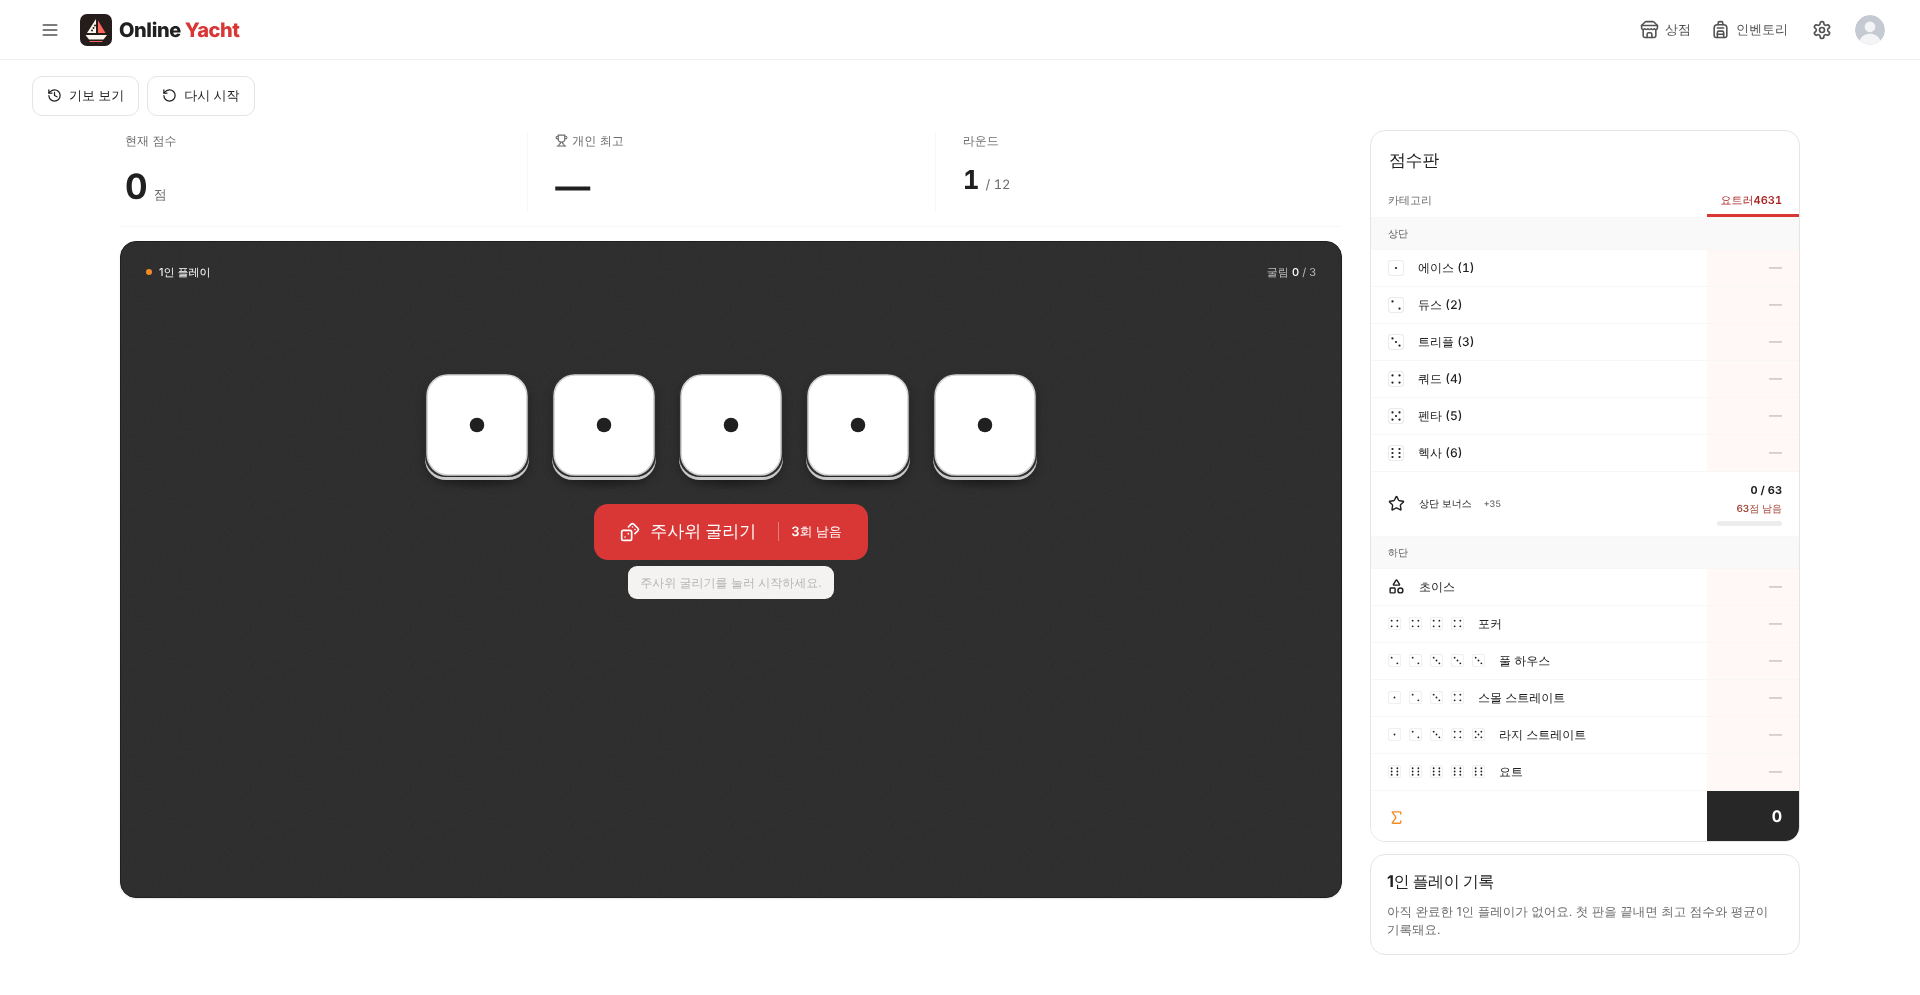 Online Yacht
상점
인벤토리
기보 보기
다시 시작
현재 점수
0 점
개인 최고
—
라운드
1 / 12
1인 플레이
굴림 0 / 3
주사위 굴리기
3회 남음
주사위 굴리기를 눌러 시작하세요.
점수판
카테고리
요트러4631
상단
에이스 (1)
—
듀스 (2)
—
트리플 (3)
—
쿼드 (4)
—
펜타 (5)
—
헥사 (6)
—
상단 보너스 +35
0 / 63
63점 남음
하단
초이스
—
포커
—
풀 하우스
—
스몰 스트레이트
—
라지 스트레이트
—
요트
—
Σ
0
1인 플레이 기록
아직 완료한 1인 플레이가 없어요. 첫 판을 끝내면 최고 점수와 평균이
기록돼요.